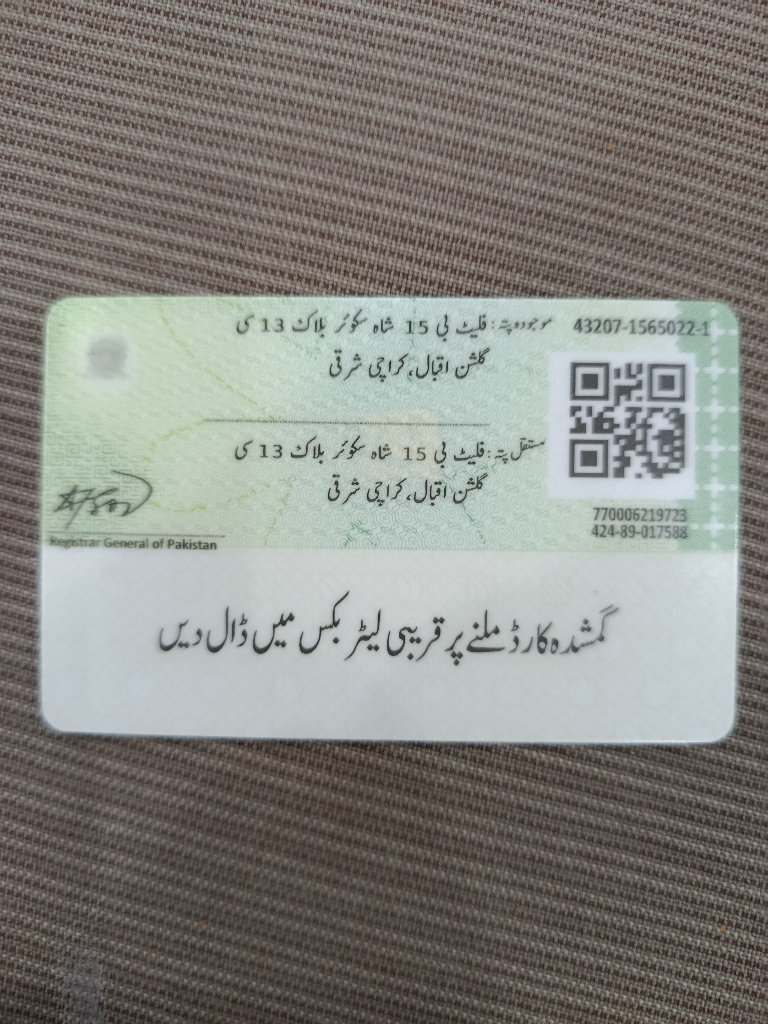 43207-1565022-1
موجودہ پتہ: فلیٹ بی 15 شاہ سکوئر بلاک 13 سی
گلشن اقبال، کراچی شرقی
مستقل پتہ: فلیٹ بی 15 شاہ سکوئر بلاک 13 سی
گلشن اقبال، کراچی شرقی
770006219723
424-89-017588
Registrar General of Pakistan
گمشدہ کارڈ ملنے پر قریبی لیٹر بکس میں ڈال دیں